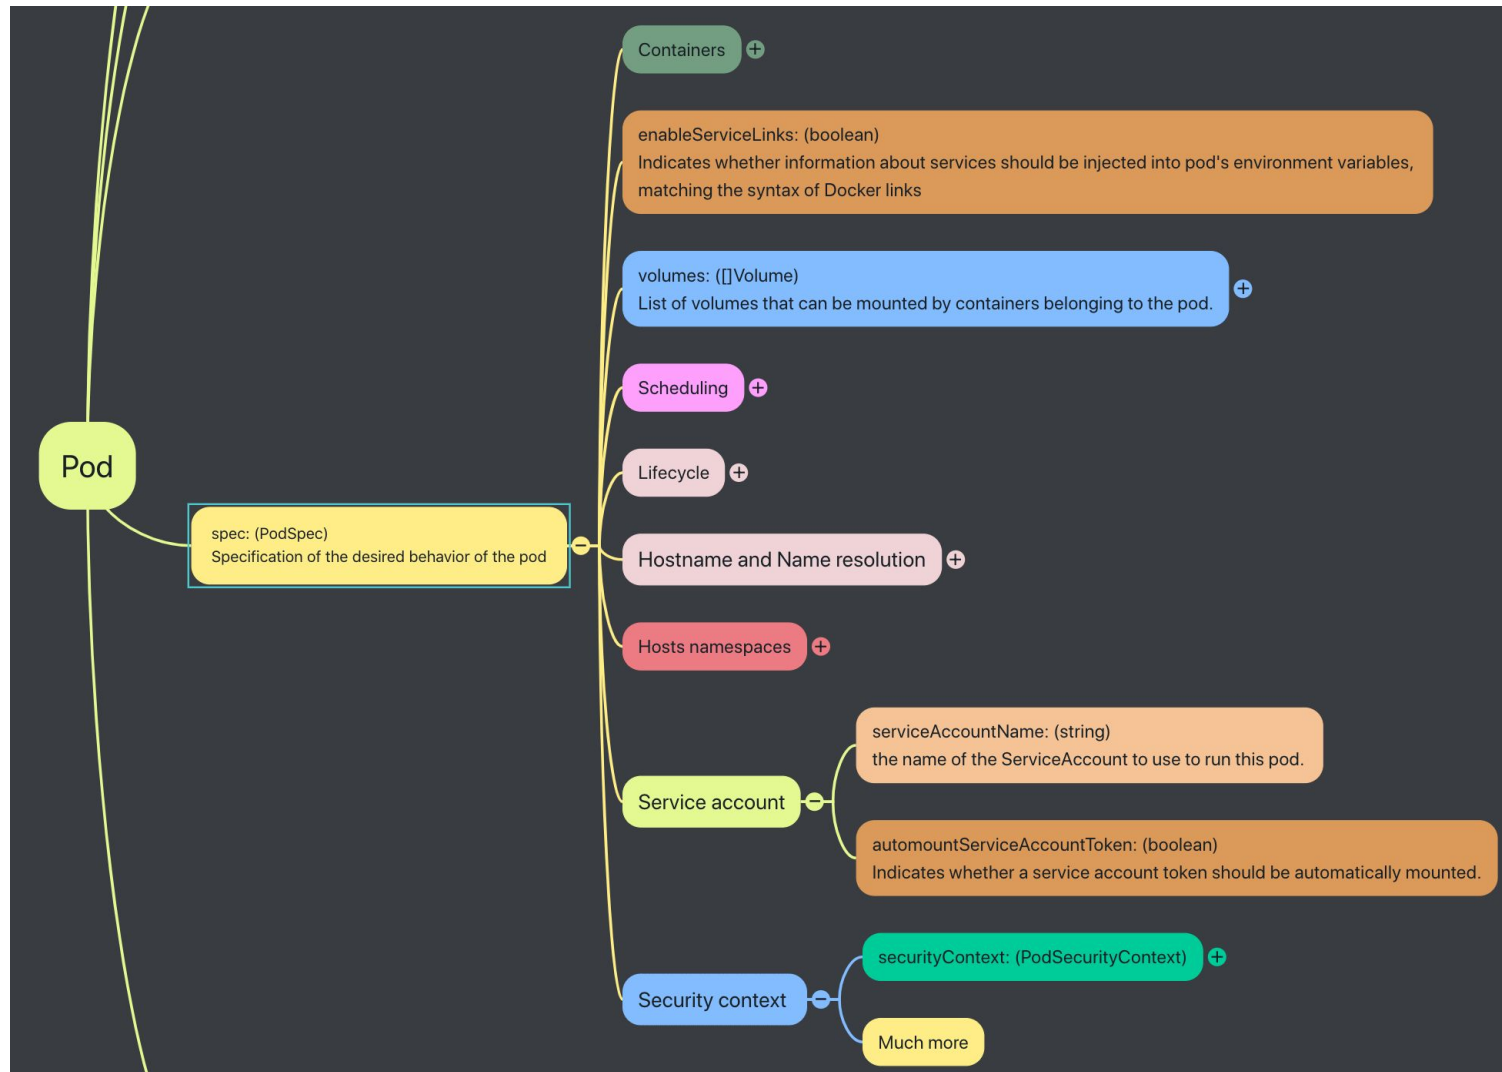 Containers
enableServiceLinks: (boolean)
Indicates whether information about services should be injected into pod's environment variables,
matching the syntax of Docker links
volumes: ([]Volume)
List of volumes that can be mounted by containers belonging to the pod.
Scheduling
Lifecycle
Pod
spec: (PodSpec)
Specification of the desired behavior of the pod
Hostname and Name resolution
Hosts namespaces
Service account
serviceAccountName: (string)
the name of the ServiceAccount to use to run this pod.
automountServiceAccountToken: (boolean)
Indicates whether a service account token should be automatically mounted.
Security context
securityContext: (PodSecurityContext)
Much more